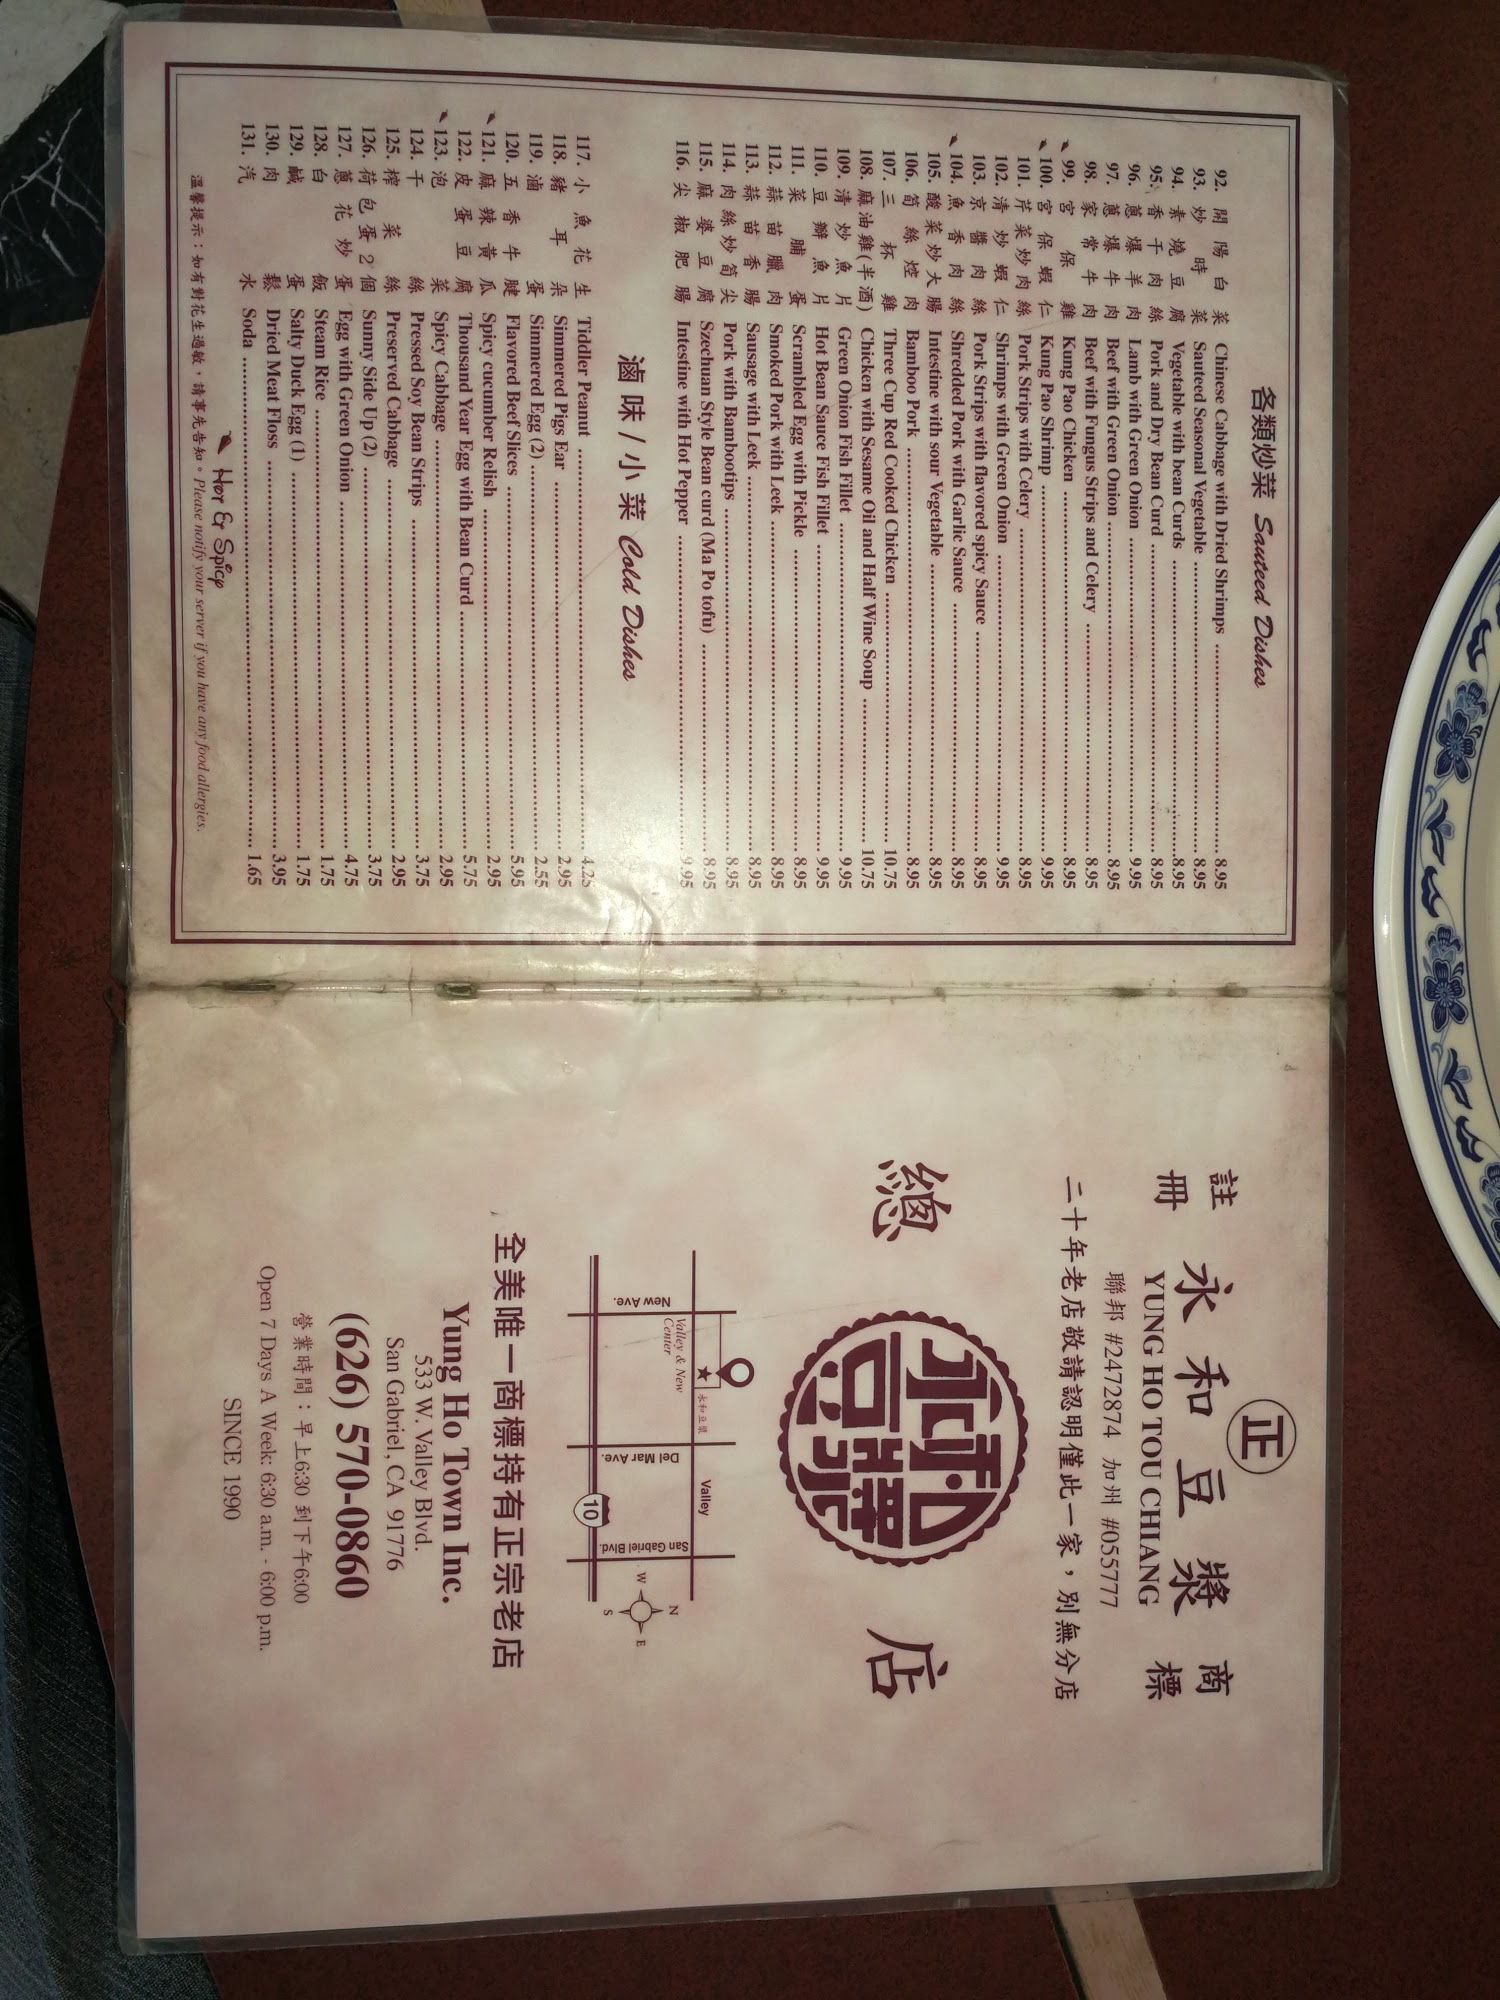 各類炒菜 Sauteed Dishes
92. 開陽白菜 Chinese Cabbage with Dried Shrimps 8.95
93. 炒時菜 Sauteed Seasonal Vegetable 8.95
94. 素燒豆腐 Vegetable with bean Curds 8.95
95. 香干肉絲 Pork and Dry Bean Curd 8.95
96. 蔥爆羊肉 Lamb with Green Onion 9.95
97. 蔥爆牛肉 Beef with Green Onion 8.95
98. 家常牛肉 Beef with Fungus Strips and Celery 8.95
99. 宮保雞 Kung Pao Chicken 8.95
100. 宮保蝦仁 Kung Pao Shrimp 9.95
101. 芹菜炒肉絲 Pork Strips with Celery 8.95
102. 清炒蝦仁 Shrimps with Green Onion 9.95
103. 京醬肉絲 Pork Strips with flavored spicy Sauce 8.95
104. 魚香肉絲 Shredded Pork with Garlic Sauce 8.95
105. 酸菜炒大腸 Intestine with sour Vegetable 8.95
106. 筍絲焢肉 Bamboo Pork 8.95
107. 三杯雞 Three Cup Red Cooked Chicken 10.75
108. 麻油雞(半酒) Chicken with Sesame Oil and Half Wine Soup 10.75
109. 清炒魚片 Green Onion Fish Fillet 9.95
110. 豆瓣魚片 Hot Bean Sauce Fish Fillet 9.95
111. 菜脯蛋 Scrambled Egg with Pickle 8.95
112. 蒜苗臘肉 Smoked Pork with Leek 8.95
113. 蒜苗香腸 Sausage with Leek 8.95
114. 肉絲炒筍尖 Pork with Bambootips 8.95
115. 麻婆豆腐 Szechuan Style Bean curd (Ma Po tofu) 8.95
116. 尖椒肥腸 Intestine with Hot Pepper 9.95
滷味/小菜 Cold Dishes
117. 小魚花生 Tiddler Peanut 4.25
118. 豬耳朵 Simmered Pigs Ear 2.95
119. 滷蛋 Simmered Egg (2) 2.55
120. 五香牛腱 Flavored Beef Slices 5.95
121. 麻辣黃瓜 Spicy cucumber Relish 2.95
122. 皮蛋豆腐 Thousand Year Egg with Bean Curd 5.75
123. 泡菜 Spicy Cabbage 2.95
124. 干絲 Pressed Soy Bean Strips 3.75
125. 榨菜絲 Preserved Cabbage 2.95
126. 荷包蛋2個 Sunny Side Up (2) 3.75
127. 蔥花炒蛋 Egg with Green Onion 4.75
128. 白飯 Steam Rice 1.75
129. 鹹蛋 Salty Duck Egg (1) 1.75
130. 肉鬆 Dried Meat Floss 3.95
131. 汽水 Soda 1.65
Hot & Spicy
溫馨提示：如有對花生過敏，請事先告知。Please notify your server if you have any food allergies.
正
註冊 永和豆漿 商標
YUNG HO TOU CHIANG
聯邦 #2472874 加州 #055777
二十年老店敬請認明僅此一家，別無分店
總 永和豆漿 店
永和豆漿
Valley
Valley & New Center
New Ave.
Del Mar Ave.
San Gabriel Blvd.
10
N
W E
S
全美唯一商標持有正宗老店
Yung Ho Town Inc.
533 W. Valley Blvd.
San Gabriel, CA 91776
(626) 570-0860
營業時間：早上6:30 到下午6:00
Open 7 Days A Week: 6:30 a.m. - 6:00 p.m.
SINCE 1990